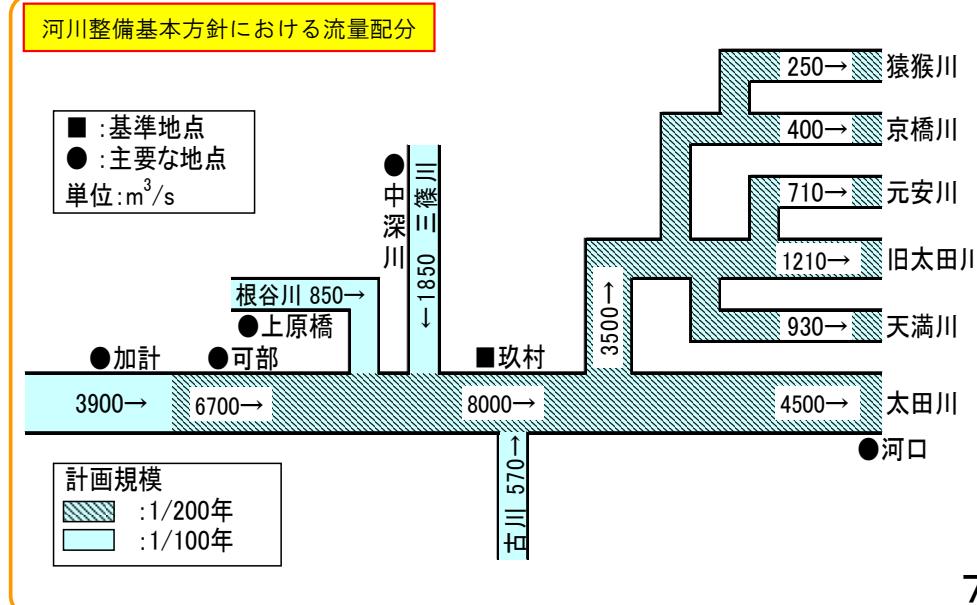 河川整備基本方針における流量配分
■:基準地点
●:主要な地点
単位:m³/s
250→ 猿猴川
400→ 京橋川
710→ 元安川
1210→ 旧太田川
930→ 天満川
3500→
●中深川
←1850 三篠川
根谷川 850→
●上原橋
●加計
●可部
■玖村
3900→
6700→
8000→
4500→ 太田川
●河口
古川 570→
計画規模
:1/200年
:1/100年
7